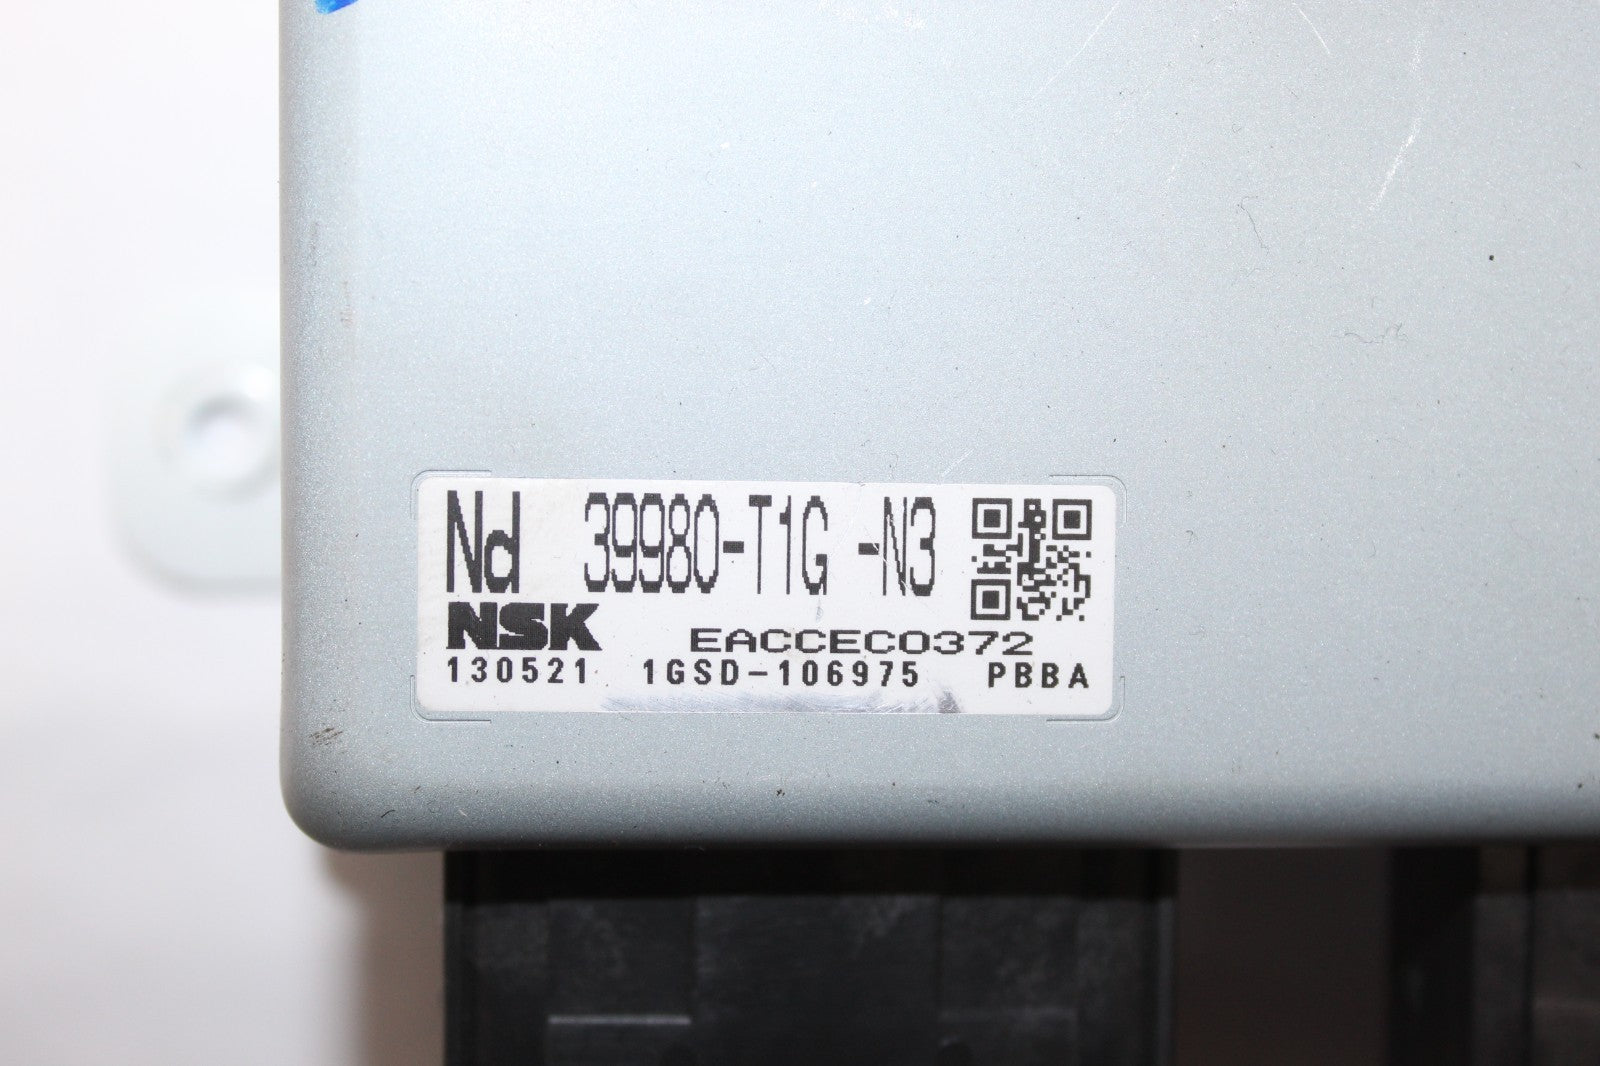 Nd 39980-T1G -N3
NSK EACCEC0372
130521 1GSD-106975 PBBA